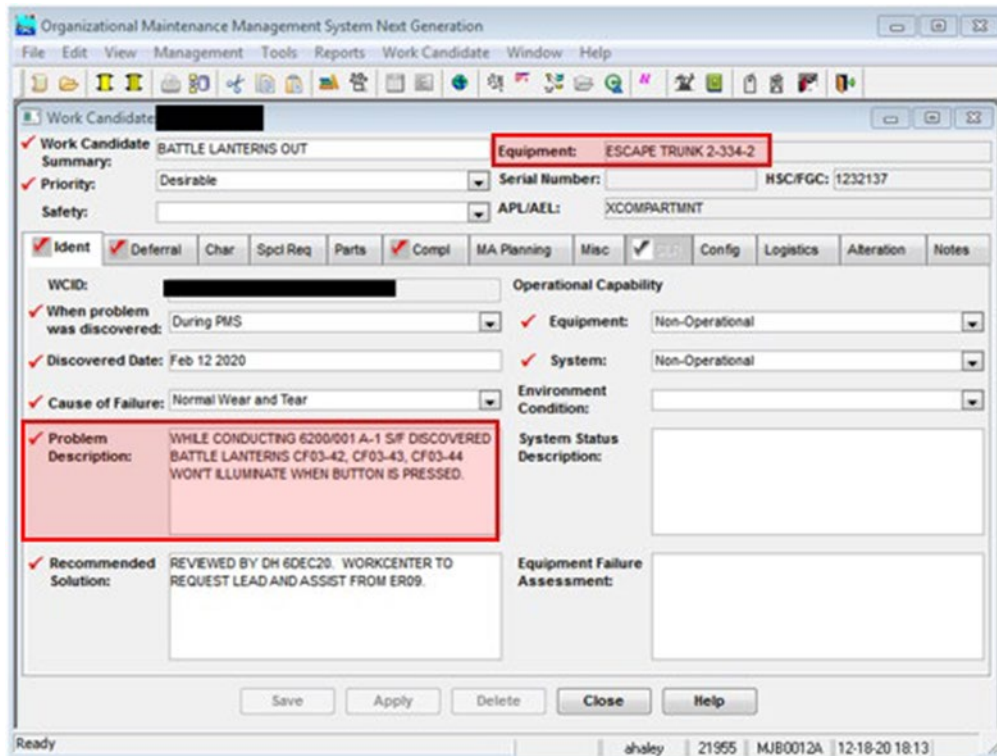 Organizational Maintenance Management System Next Generation
File Edit View Management Tools Reports Work Candidate Window Help
Work Candidate:
Work Candidate Summary: BATTLE LANTERNS OUT
Equipment: ESCAPE TRUNK 2-334-2
Priority: Desirable
Serial Number:
HSC/FGC: 1232137
Safety:
APL/AEL: XCOMPARTMNT
Ident Deferral Char Spcl Req Parts Compl MA Planning Misc Config Logistics Alteration Notes
WCID:
Operational Capability
When problem was discovered: During PMS
Equipment: Non-Operational
Discovered Date: Feb 12 2020
System: Non-Operational
Cause of Failure: Normal Wear and Tear
Environment Condition:
Problem Description:
WHILE CONDUCTING 6200/001 A-1 S/F DISCOVERED
BATTLE LANTERNS CF03-42, CF03-43, CF03-44
WON'T ILLUMINATE WHEN BUTTON IS PRESSED.
System Status Description:
Recommended Solution:
REVIEWED BY DH 6DEC20. WORKCENTER TO
REQUEST LEAD AND ASSIST FROM ER09.
Equipment Failure Assessment:
Save Apply Delete Close Help
Ready
ahaley 21955 MJB0012A 12-18-20 18:13